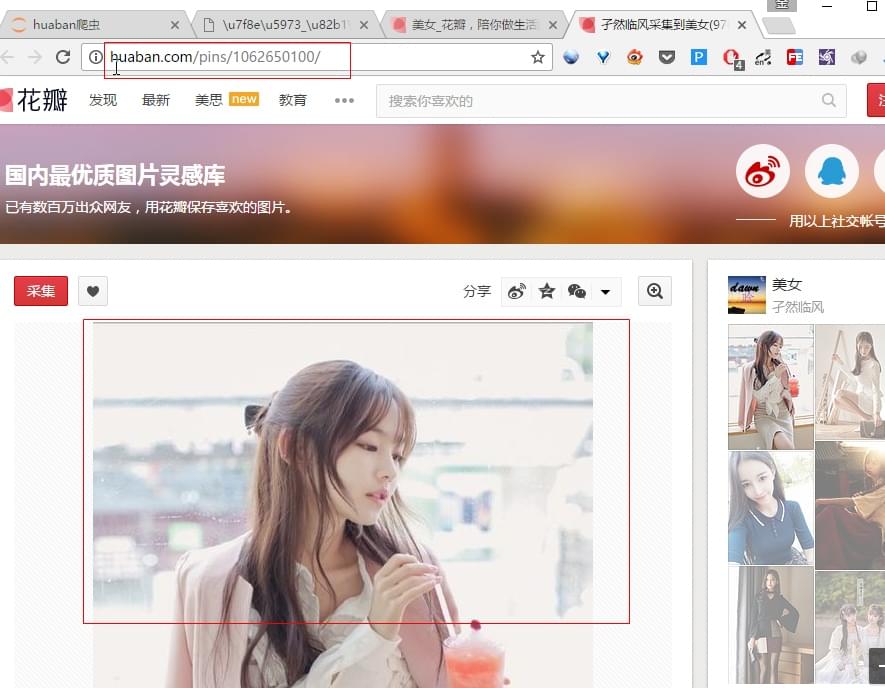 huaban爬虫
\u7f8e\u5973_\u82b1
美女_花瓣，陪你做生活
孑然临风采集到美女(97
huaban.com/pins/1062650100/
4
en
P
FE
花瓣
发现
最新
美思
new
教育
搜索你喜欢的
国内最优质图片灵感库
已有数百万出众网友，用花瓣保存喜欢的图片。
用以上社交帐号
采集
分享
dawn
美女
孑然临风